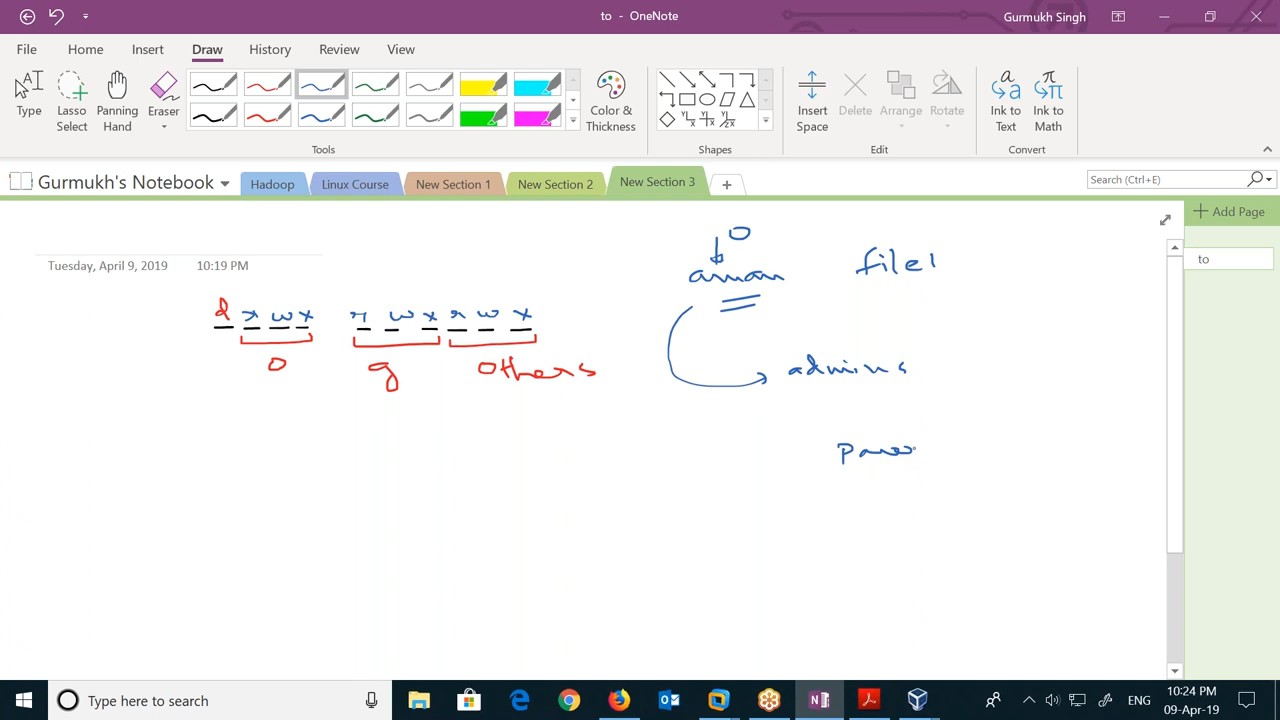 to - OneNote
Gurmukh Singh
File Home Insert Draw History Review View
Type
Lasso Select
Panning Hand
Eraser
Color & Thickness
Insert Space
Delete
Arrange
Rotate
Ink to Text
Ink to Math
Tools
Shapes
Edit
Convert
Gurmukh's Notebook
Hadoop
Linux Course
New Section 1
New Section 2
New Section 3
Search (Ctrl+E)
Add Page
to
Tuesday, April 9, 2019 10:19 PM
o
aman
file1
d r w x r w x r w x
o g others
admins
Type here to search
ENG
10:24 PM
09-Apr-19